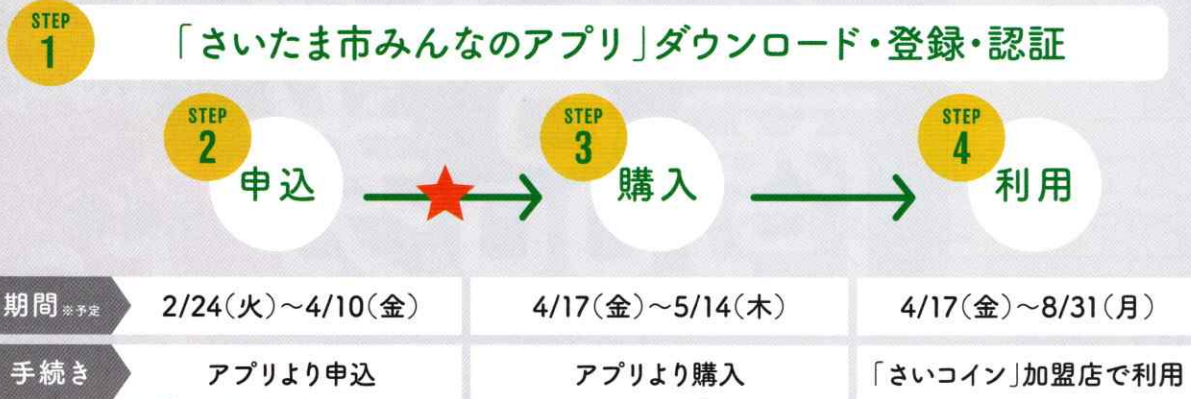 STEP
1
「さいたま市みんなのアプリ」ダウンロード・登録・認証
STEP
2
申込
STEP
3
購入
STEP
4
利用
期間※予定
2/24(火)～4/10(金)
4/17(金)～5/14(木)
4/17(金)～8/31(月)
手続き
アプリより申込
アプリより購入
「さいコイン」加盟店で利用